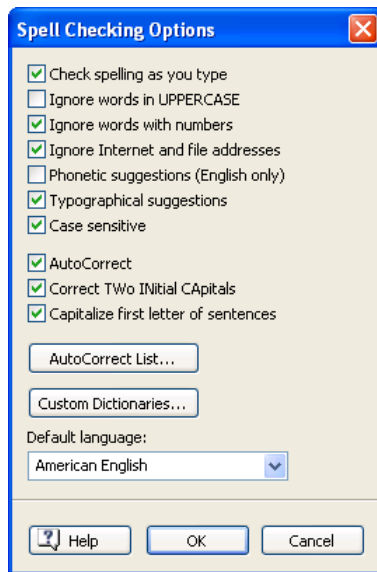 Spell Checking Options
Check spelling as you type
Ignore words in UPPERCASE
Ignore words with numbers
Ignore Internet and file addresses
Phonetic suggestions (English only)
Typographical suggestions
Case sensitive
AutoCorrect
Correct TWo INitial CApitals
Capitalize first letter of sentences
AutoCorrect List...
Custom Dictionaries...
Default language:
American English
Help OK Cancel